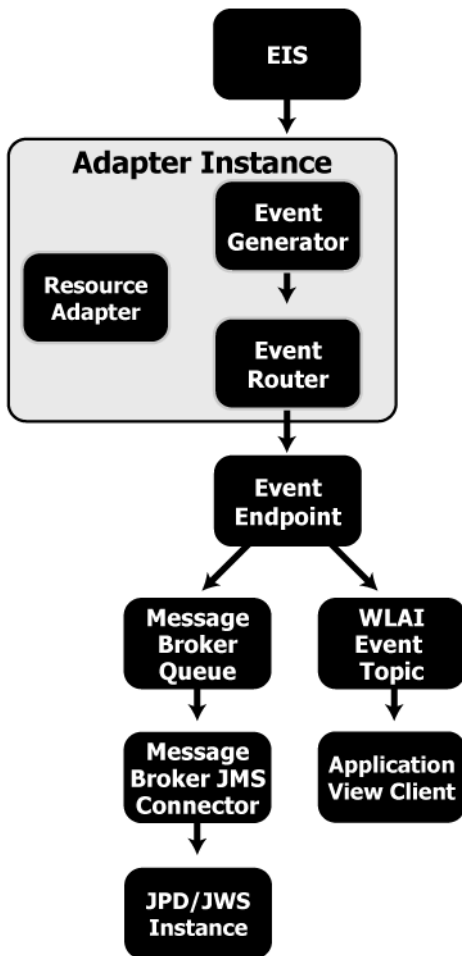 EIS
Adapter Instance
Event
Generator
Resource
Adapter
Event
Router
Event
Endpoint
Message
Broker
Queue
WLAI
Event
Topic
Message
Broker JMS
Connector
Application
View Client
JPD/JWS
Instance